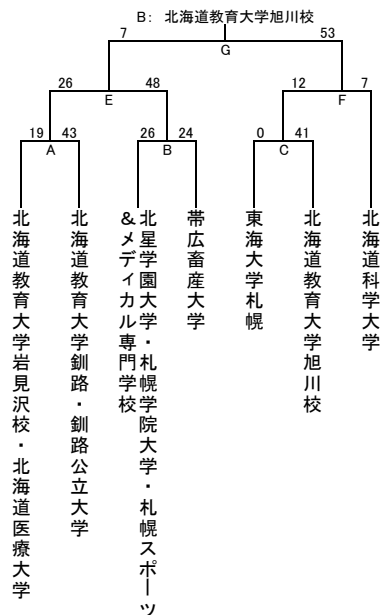 B: 北海道教育大学旭川校
7 53
G
26 48 12 7
E F
19 43 26 24 0 41
A B C
北海道教育大学岩見沢校・北海道医療大学
北海道教育大学釧路・釧路公立大学
北星学園大学・札幌学院大学・札幌スポーツ
&メディカル専門学校
帯広畜産大学
東海大学札幌
北海道教育大学旭川校
北海道科学大学